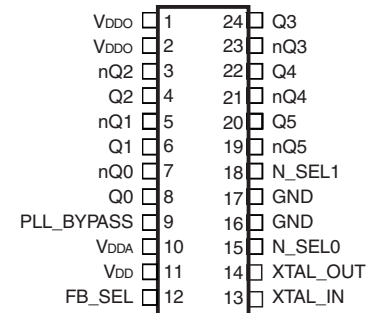 VDDO 1 24 Q3
VDDO 2 23 nQ3
nQ2 3 22 Q4
Q2 4 21 nQ4
nQ1 5 20 Q5
Q1 6 19 nQ5
nQ0 7 18 N_SEL1
Q0 8 17 GND
PLL_BYPASS 9 16 GND
VDDA 10 15 N_SEL0
VDD 11 14 XTAL_OUT
FB_SEL 12 13 XTAL_IN